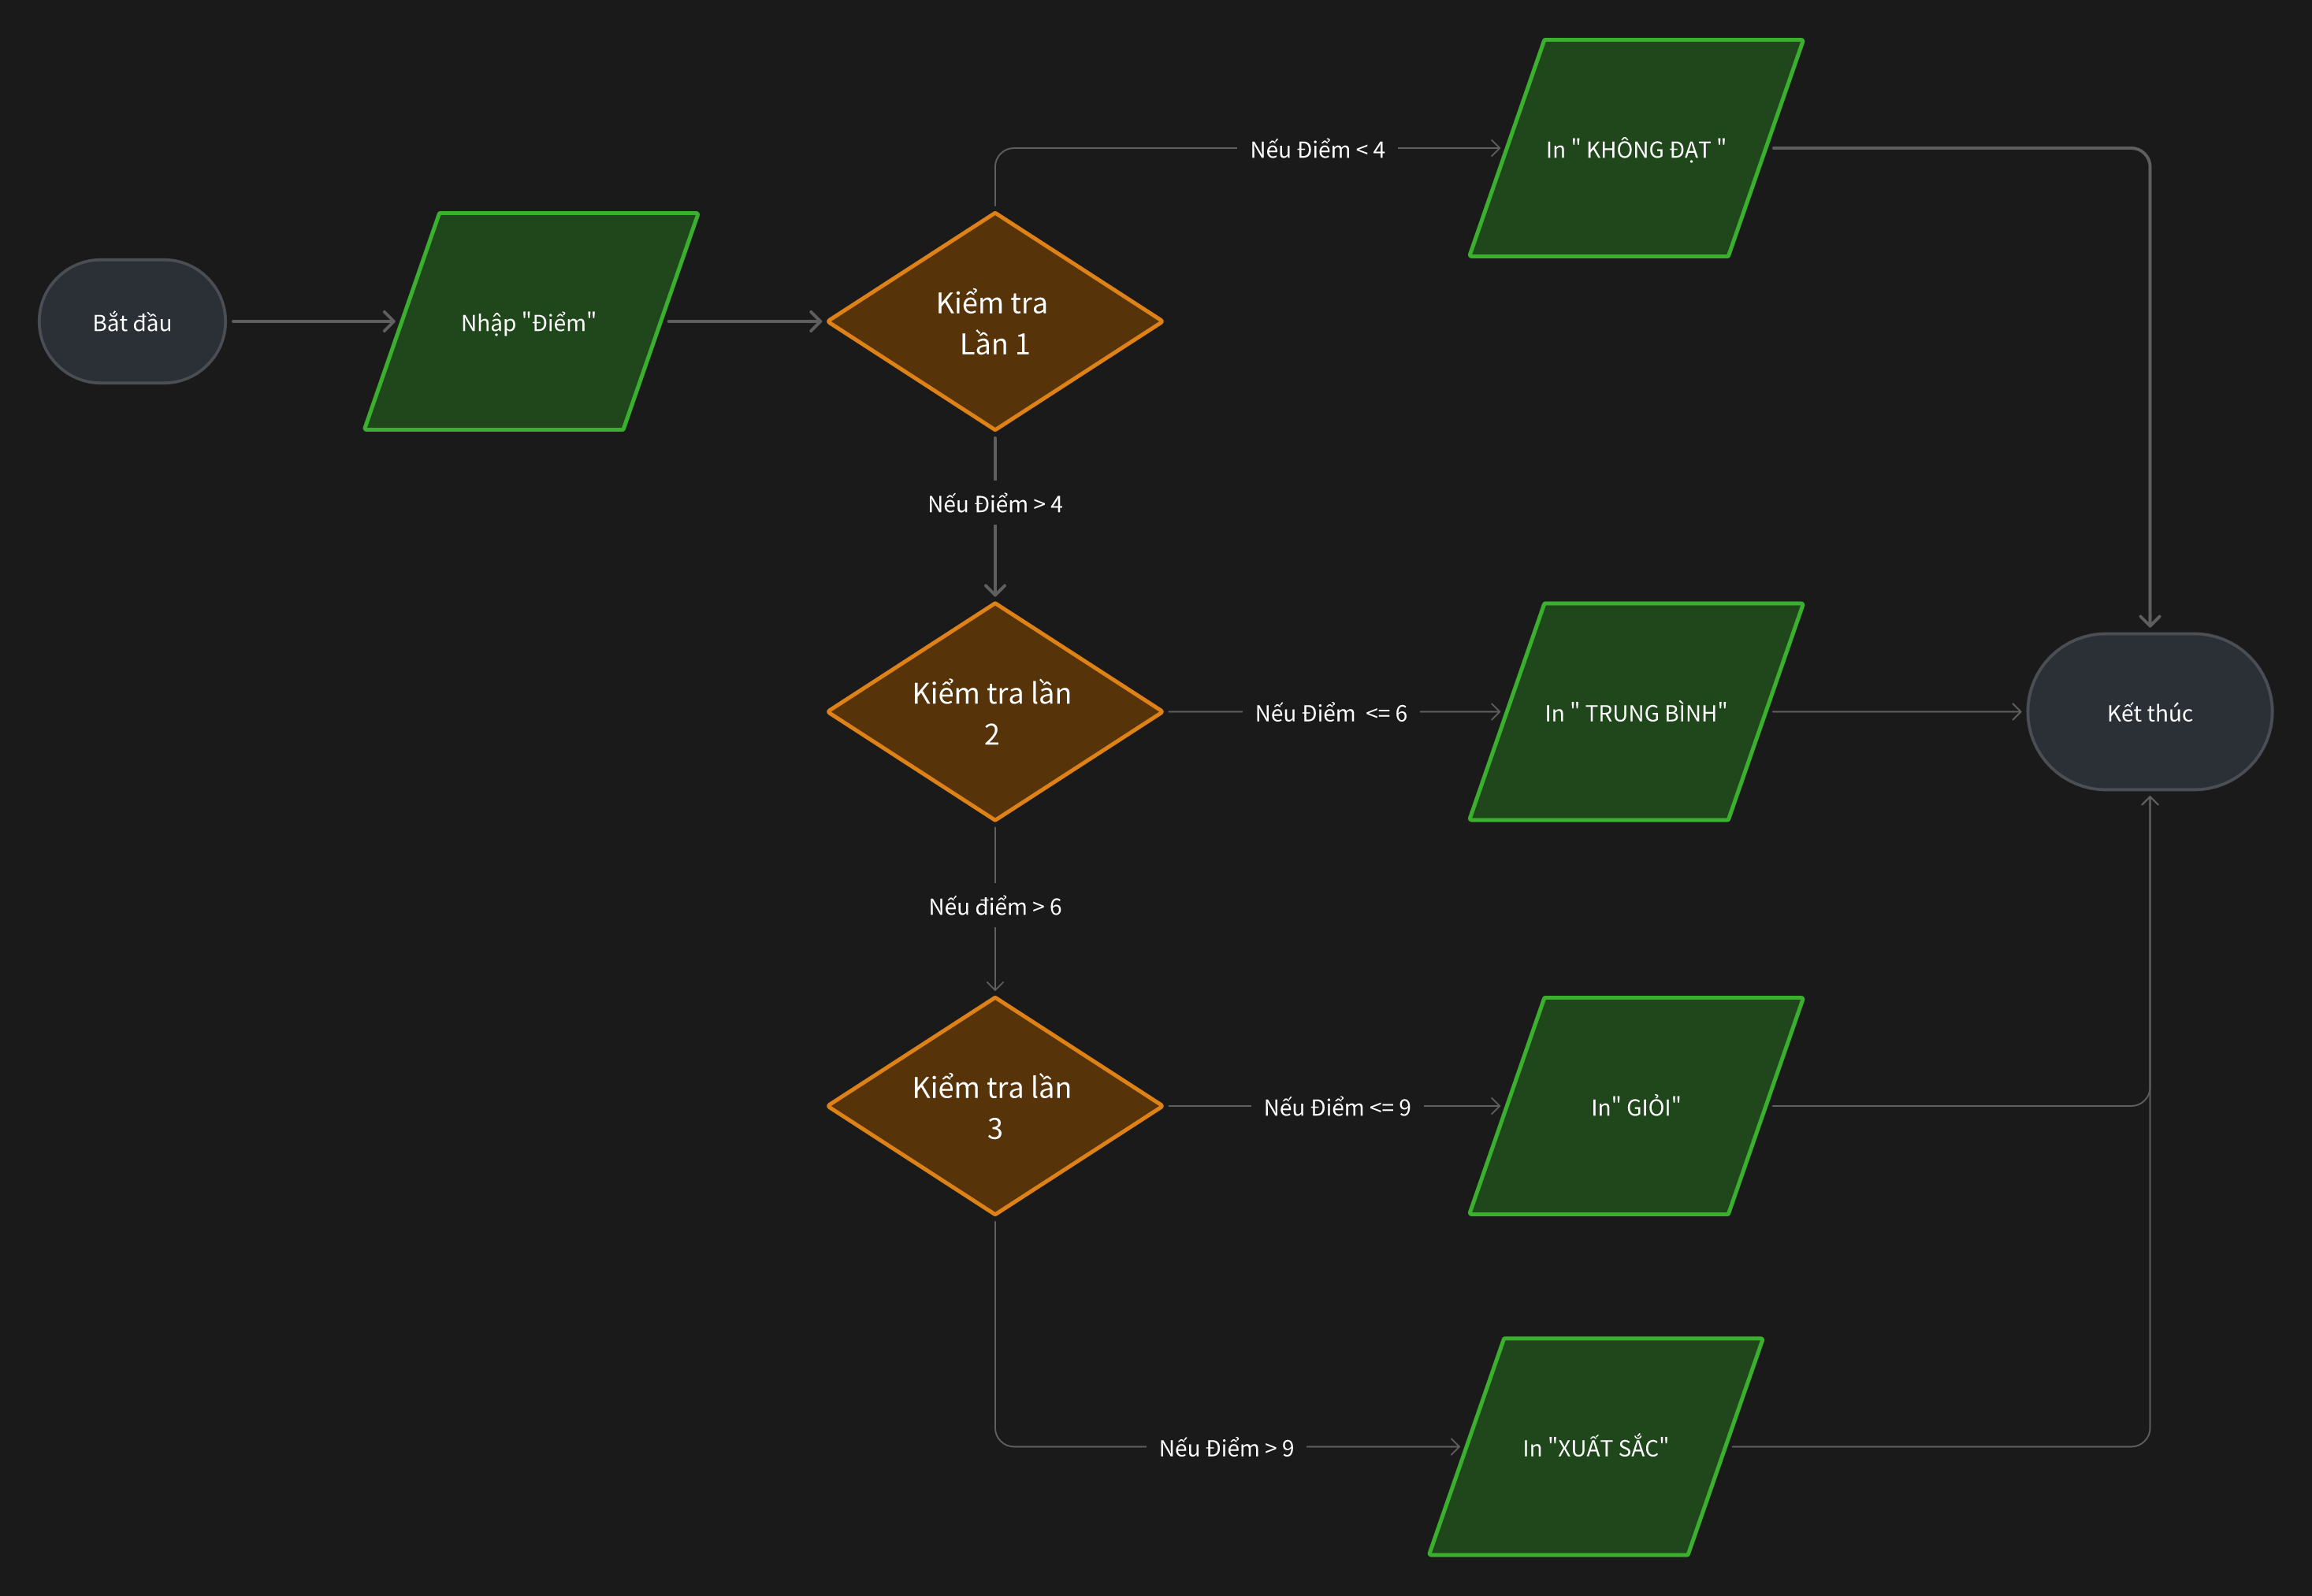 Nếu Điểm < 4
In " KHÔNG ĐẠT "
Bắt đầu
Nhập "Điểm"
Kiểm tra
Lần 1
Nếu Điểm > 4
Kiểm tra lần
2
Nếu Điểm  <= 6
In " TRUNG BÌNH"
Kết thúc
Nếu điểm > 6
Kiểm tra lần
3
Nếu Điểm <= 9
In" GIỎI"
Nếu Điểm > 9
In "XUẤT SẮC"